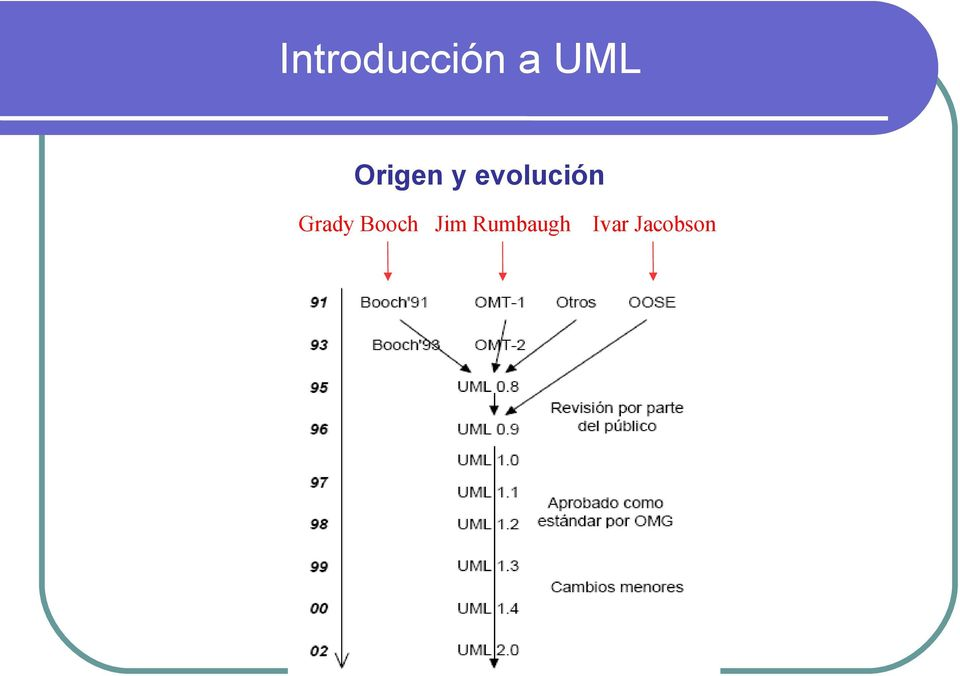 Introducción a UML
Origen y evolución
Grady Booch Jim Rumbaugh Ivar Jacobson
91 Booch'91 OMT-1 Otros OOSE
93 Booch'93 OMT-2
95 UML 0.8
Revisión por parte
del público
96 UML 0.9
UML 1.0
97
UML 1.1
Aprobado como
estándar por OMG
98 UML 1.2
99 UML 1.3
Cambios menores
00 UML 1.4
02 UML 2.0